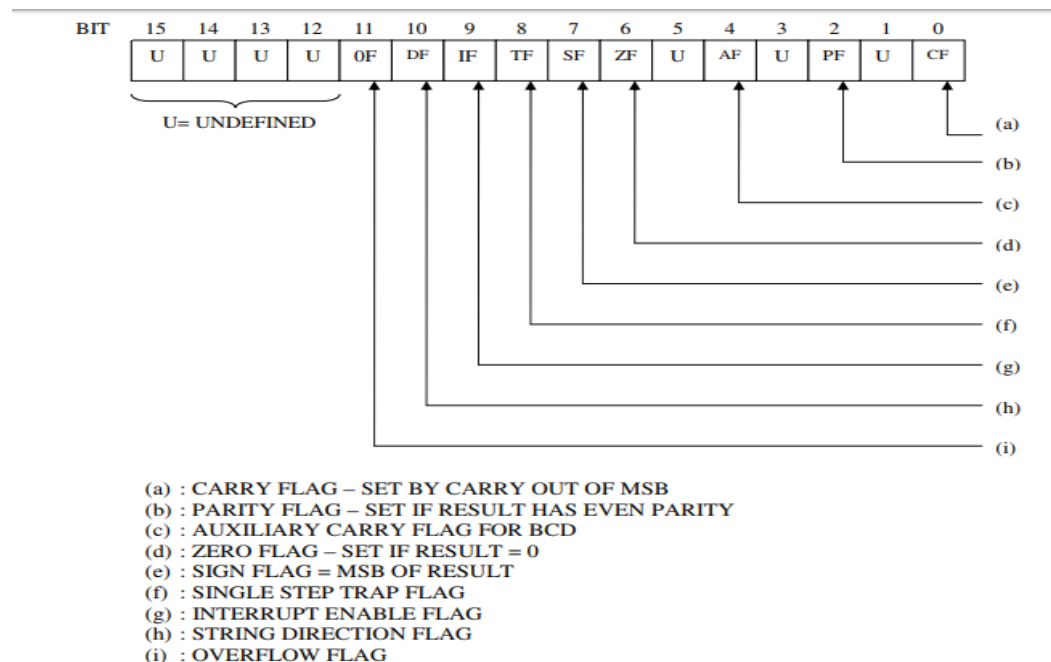 BIT 15 14 13 12 11 10 9 8 7 6 5 4 3 2 1 0
U U U U 0F DF IF TF SF ZF U AF U PF U CF
U= UNDEFINED
(a)
(b)
(c)
(d)
(e)
(f)
(g)
(h)
(i)
(a) : CARRY FLAG – SET BY CARRY OUT OF MSB
(b) : PARITY FLAG – SET IF RESULT HAS EVEN PARITY
(c) : AUXILIARY CARRY FLAG FOR BCD
(d) : ZERO FLAG – SET IF RESULT = 0
(e) : SIGN FLAG = MSB OF RESULT
(f) : SINGLE STEP TRAP FLAG
(g) : INTERRUPT ENABLE FLAG
(h) : STRING DIRECTION FLAG
(i) : OVERFLOW FLAG